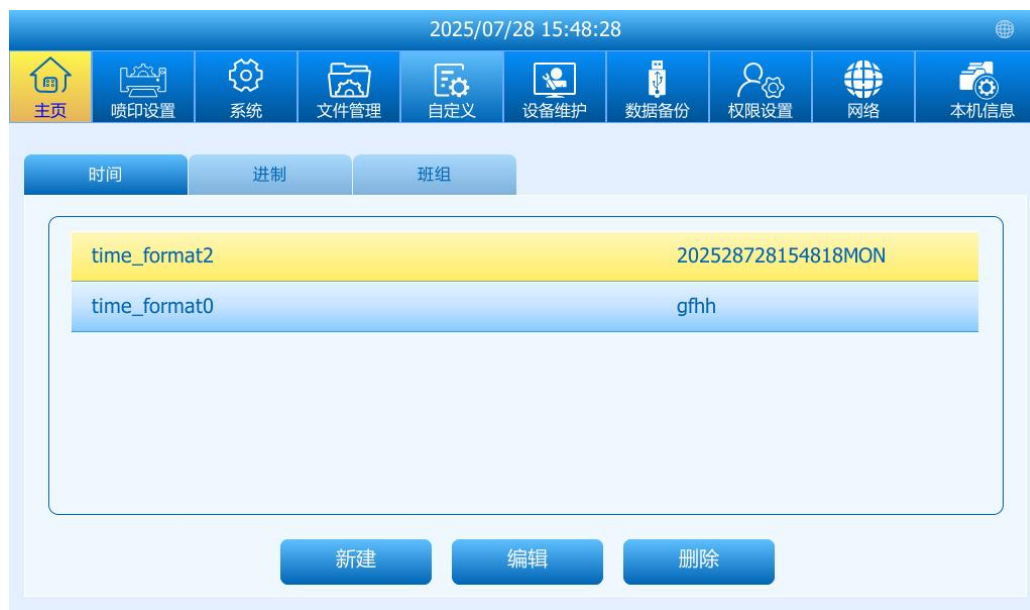 2025/07/28 15:48:28
主页 喷印设置 系统 文件管理 自定义 设备维护 数据备份 权限设置 网络 本机信息
时间 进制 班组
time_format2 202528728154818MON
time_format0 gfhh
新建 编辑 删除